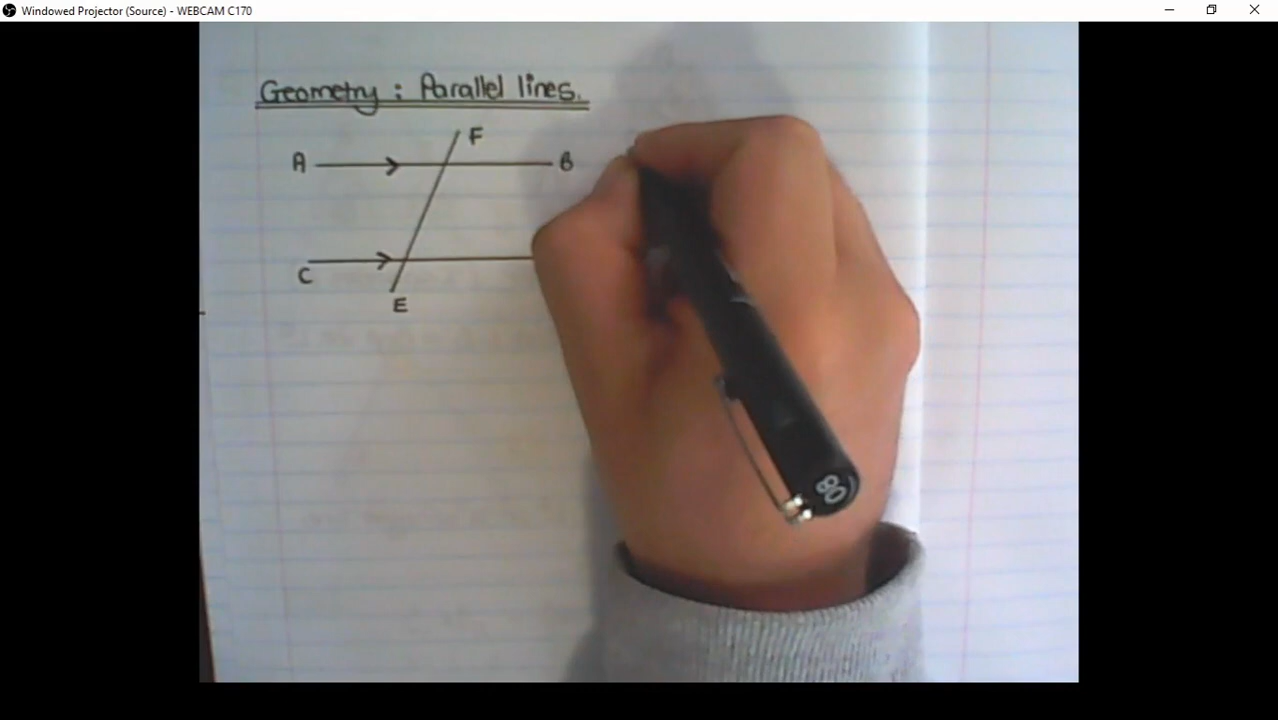 Windowed Projector (Source) - WEBCAM C170
Geometry : Parallel lines.
F
A
B
C
E
80